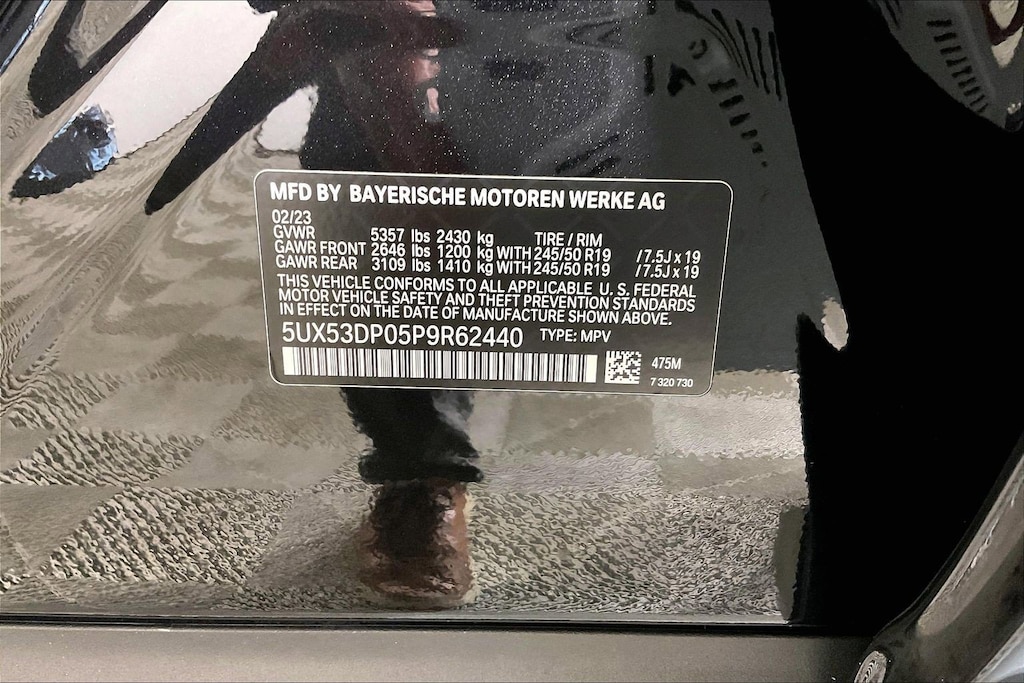 MFD BY BAYERISCHE MOTOREN WERKE AG
02/23
GVWR 5357 lbs 2430 kg TIRE / RIM
GAWR FRONT 2646 lbs 1200 kg WITH 245/50 R19 / 7.5J x 19
GAWR REAR 3109 lbs 1410 kg WITH 245/50 R19 / 7.5J x 19
THIS VEHICLE CONFORMS TO ALL APPLICABLE U. S. FEDERAL
MOTOR VEHICLE SAFETY AND THEFT PREVENTION STANDARDS
IN EFFECT ON THE DATE OF MANUFACTURE SHOWN ABOVE.
5UX53DP05P9R62440 TYPE: MPV
475M
7 320 730